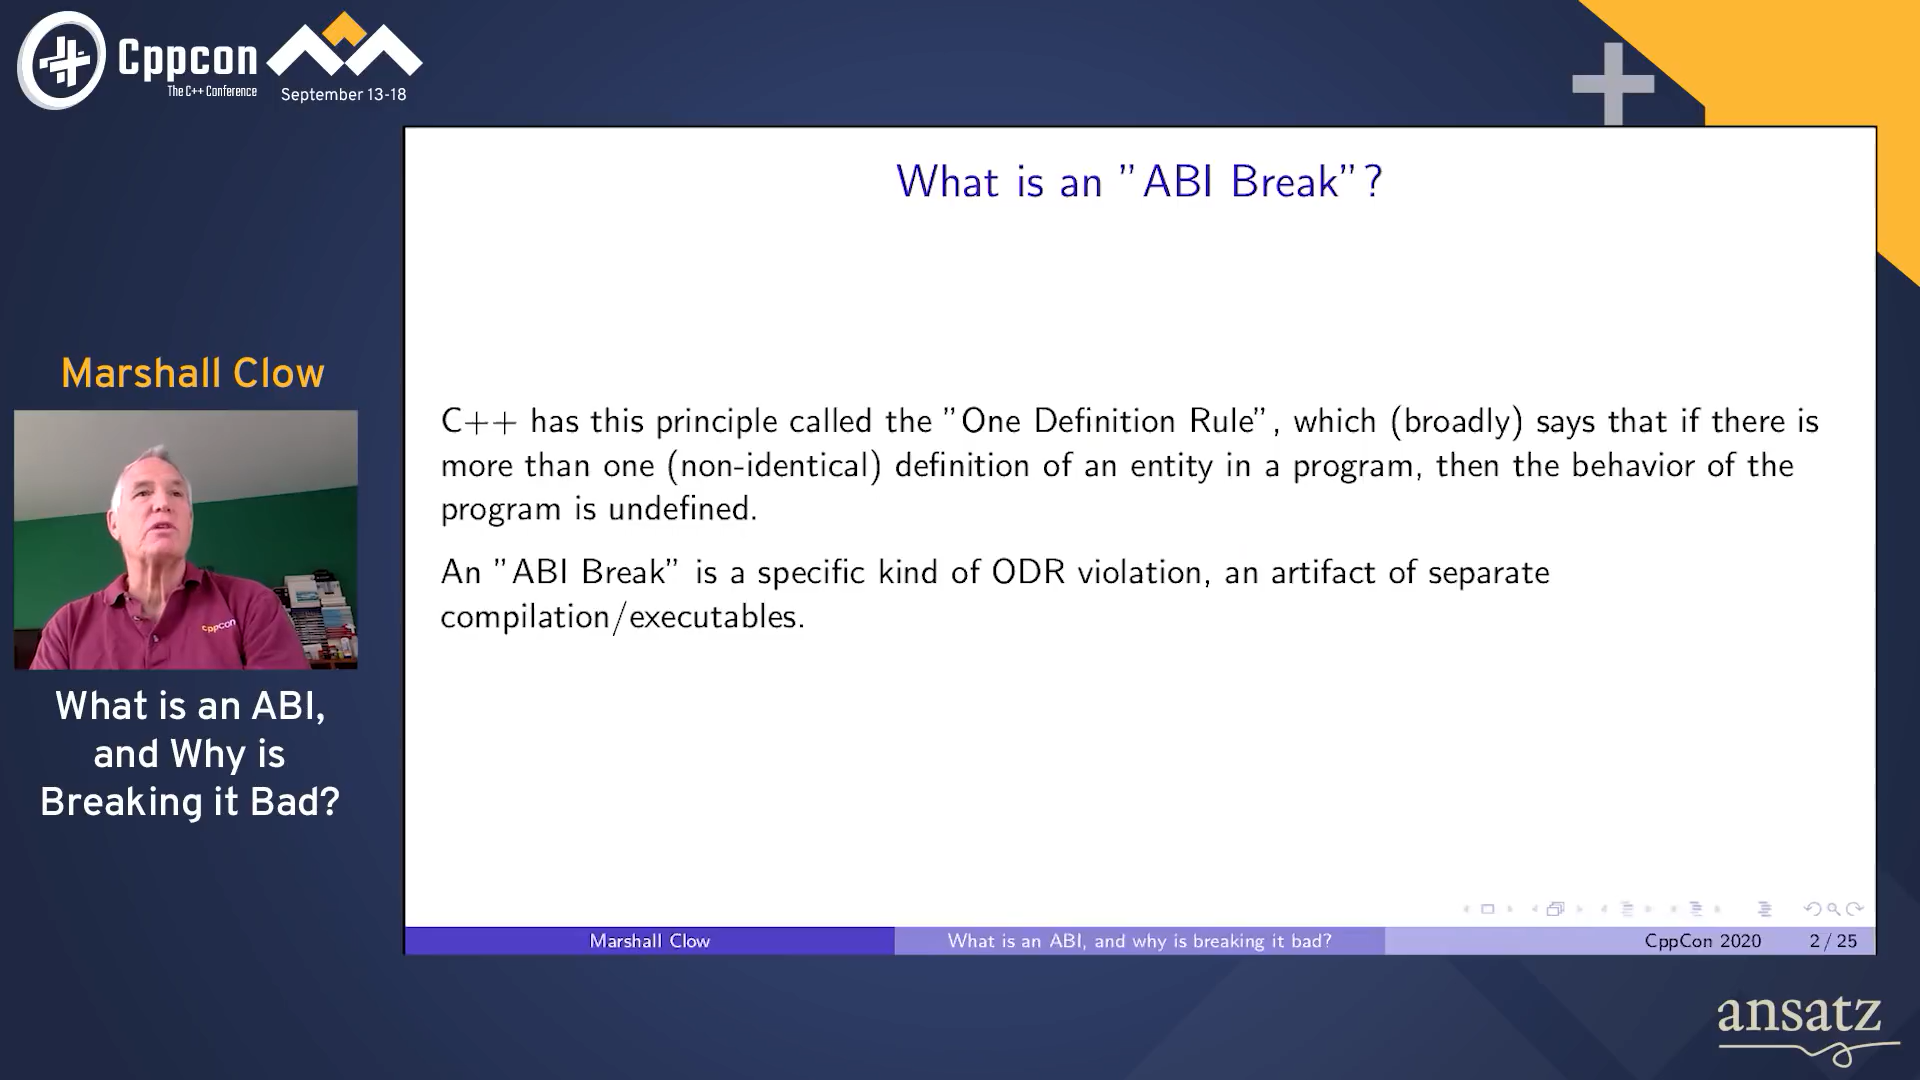 Cppcon
The C++ Conference
September 13-18
Marshall Clow
cppcon
What is an ABI,
and Why is
Breaking it Bad?
What is an "ABI Break"?
C++ has this principle called the "One Definition Rule", which (broadly) says that if there is
more than one (non-identical) definition of an entity in a program, then the behavior of the
program is undefined.
An "ABI Break" is a specific kind of ODR violation, an artifact of separate
compilation/executables.
Marshall Clow
What is an ABI, and why is breaking it bad?
CppCon 2020
2 / 25
ansatz